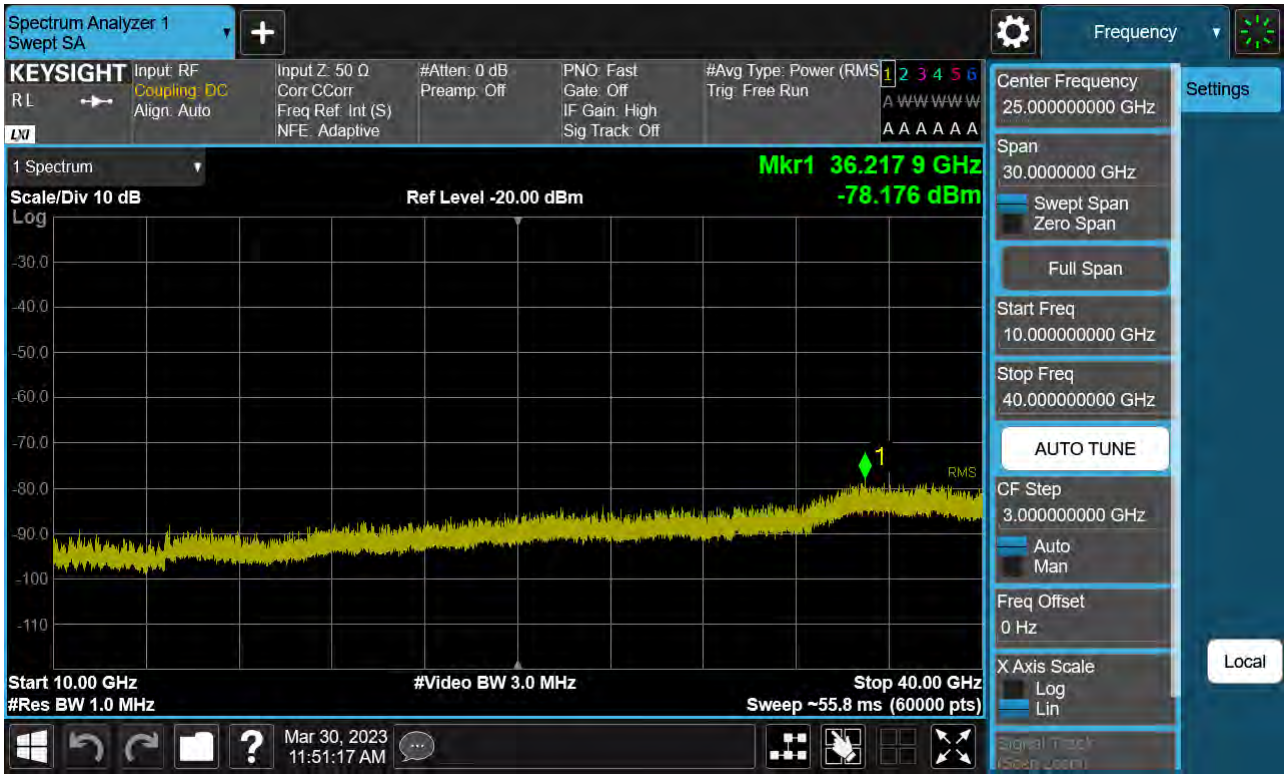 Spectrum Analyzer 1
Swept SA
+
Frequency
KEYSIGHT
RL
LXI
Input: RF
Coupling: DC
Align: Auto
Input Z: 50 Ω
Corr CCorr
Freq Ref: Int (S)
NFE: Adaptive
#Atten: 0 dB
Preamp: Off
PNO: Fast
Gate: Off
IF Gain: High
Sig Track: Off
#Avg Type: Power (RMS
Trig: Free Run
1 2 3 4 5 6
A W W W W W
A A A A A A
1 Spectrum
Scale/Div 10 dB
Ref Level -20.00 dBm
Mkr1 36.217 9 GHz
-78.176 dBm
Log
-30.0
-40.0
-50.0
-60.0
-70.0
-80.0
-90.0
-100
-110
1
RMS
Start 10.00 GHz
#Res BW 1.0 MHz
#Video BW 3.0 MHz
Stop 40.00 GHz
Sweep ~55.8 ms (60000 pts)
Center Frequency
25.000000000 GHz
Span
30.0000000 GHz
Swept Span
Zero Span
Full Span
Start Freq
10.000000000 GHz
Stop Freq
40.000000000 GHz
AUTO TUNE
CF Step
3.000000000 GHz
Auto
Man
Freq Offset
0 Hz
X Axis Scale
Log
Lin
Signal Track
(Span Zoom)
Settings
Local
?
Mar 30, 2023
11:51:17 AM